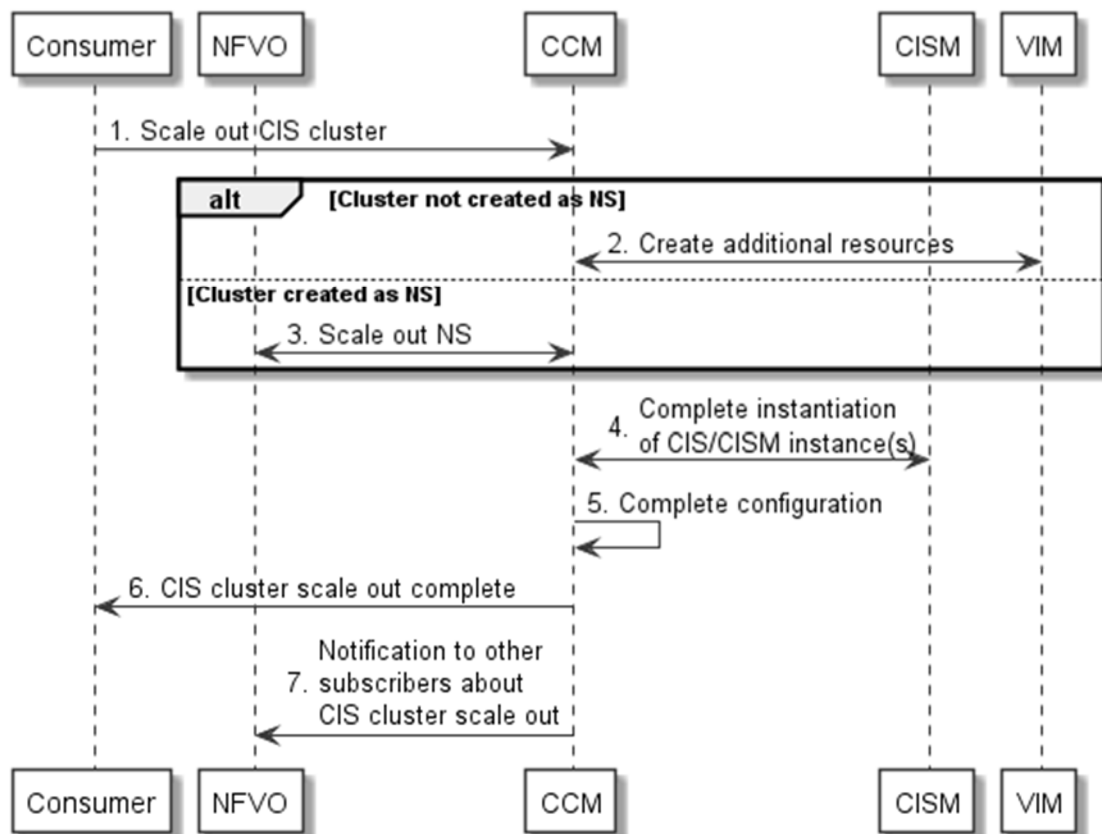 Consumer NFVO CCM CISM VIM
1. Scale out CIS cluster
alt [Cluster not created as NS]
2. Create additional resources
[Cluster created as NS]
3. Scale out NS
Complete instantiation
4.
of CIS/CISM instance(s)
5. Complete configuration
6. CIS cluster scale out complete
Notification to other
7. subscribers about
CIS cluster scale out
Consumer NFVO CCM CISM VIM